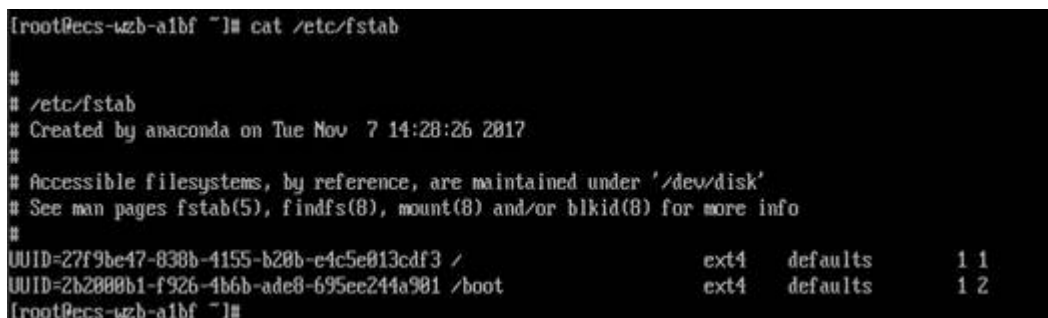 [root@ecs-wzb-a1bf ~]# cat /etc/fstab
#
# /etc/fstab
# Created by anaconda on Tue Nov  7 14:28:26 2017
#
# Accessible filesystems, by reference, are maintained under '/dev/disk'
# See man pages fstab(5), findfs(8), mount(8) and/or blkid(8) for more info
#
UUID=27f9be47-838b-4155-b20b-e4c5e013cdf3 /                       ext4    defaults        1 1
UUID=2b2000b1-f926-4b6b-ade8-695ee244a901 /boot                   ext4    defaults        1 2
[root@ecs-wzb-a1bf ~]#